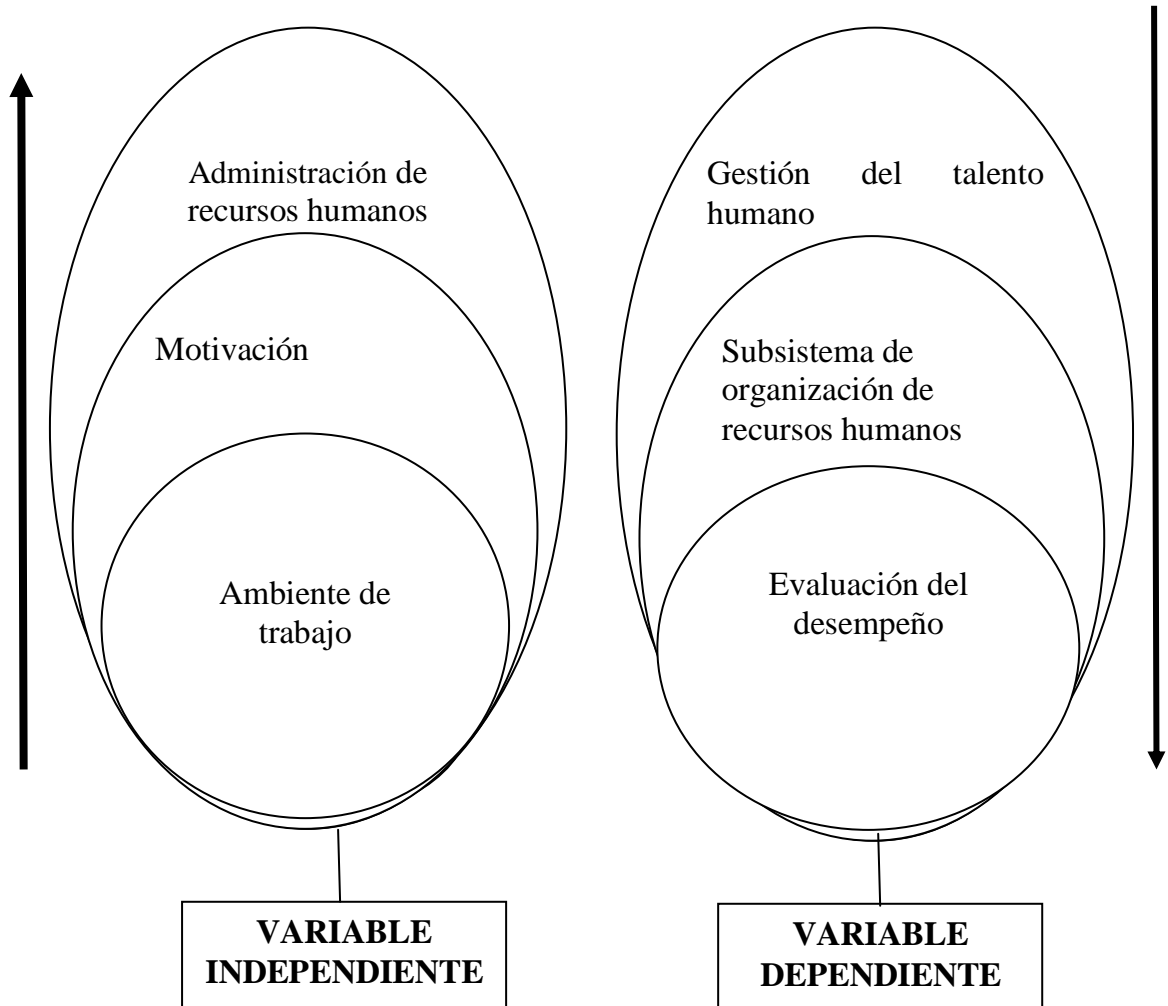 Administración de
recursos humanos
Motivación
Ambiente de
trabajo
VARIABLE
INDEPENDIENTE
Gestión del talento
humano
Subsistema de
organización de
recursos humanos
Evaluación del
desempeño
VARIABLE
DEPENDIENTE